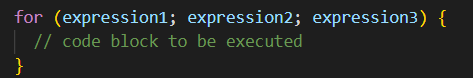 for (expression1; expression2; expression3) {
  // code block to be executed
}